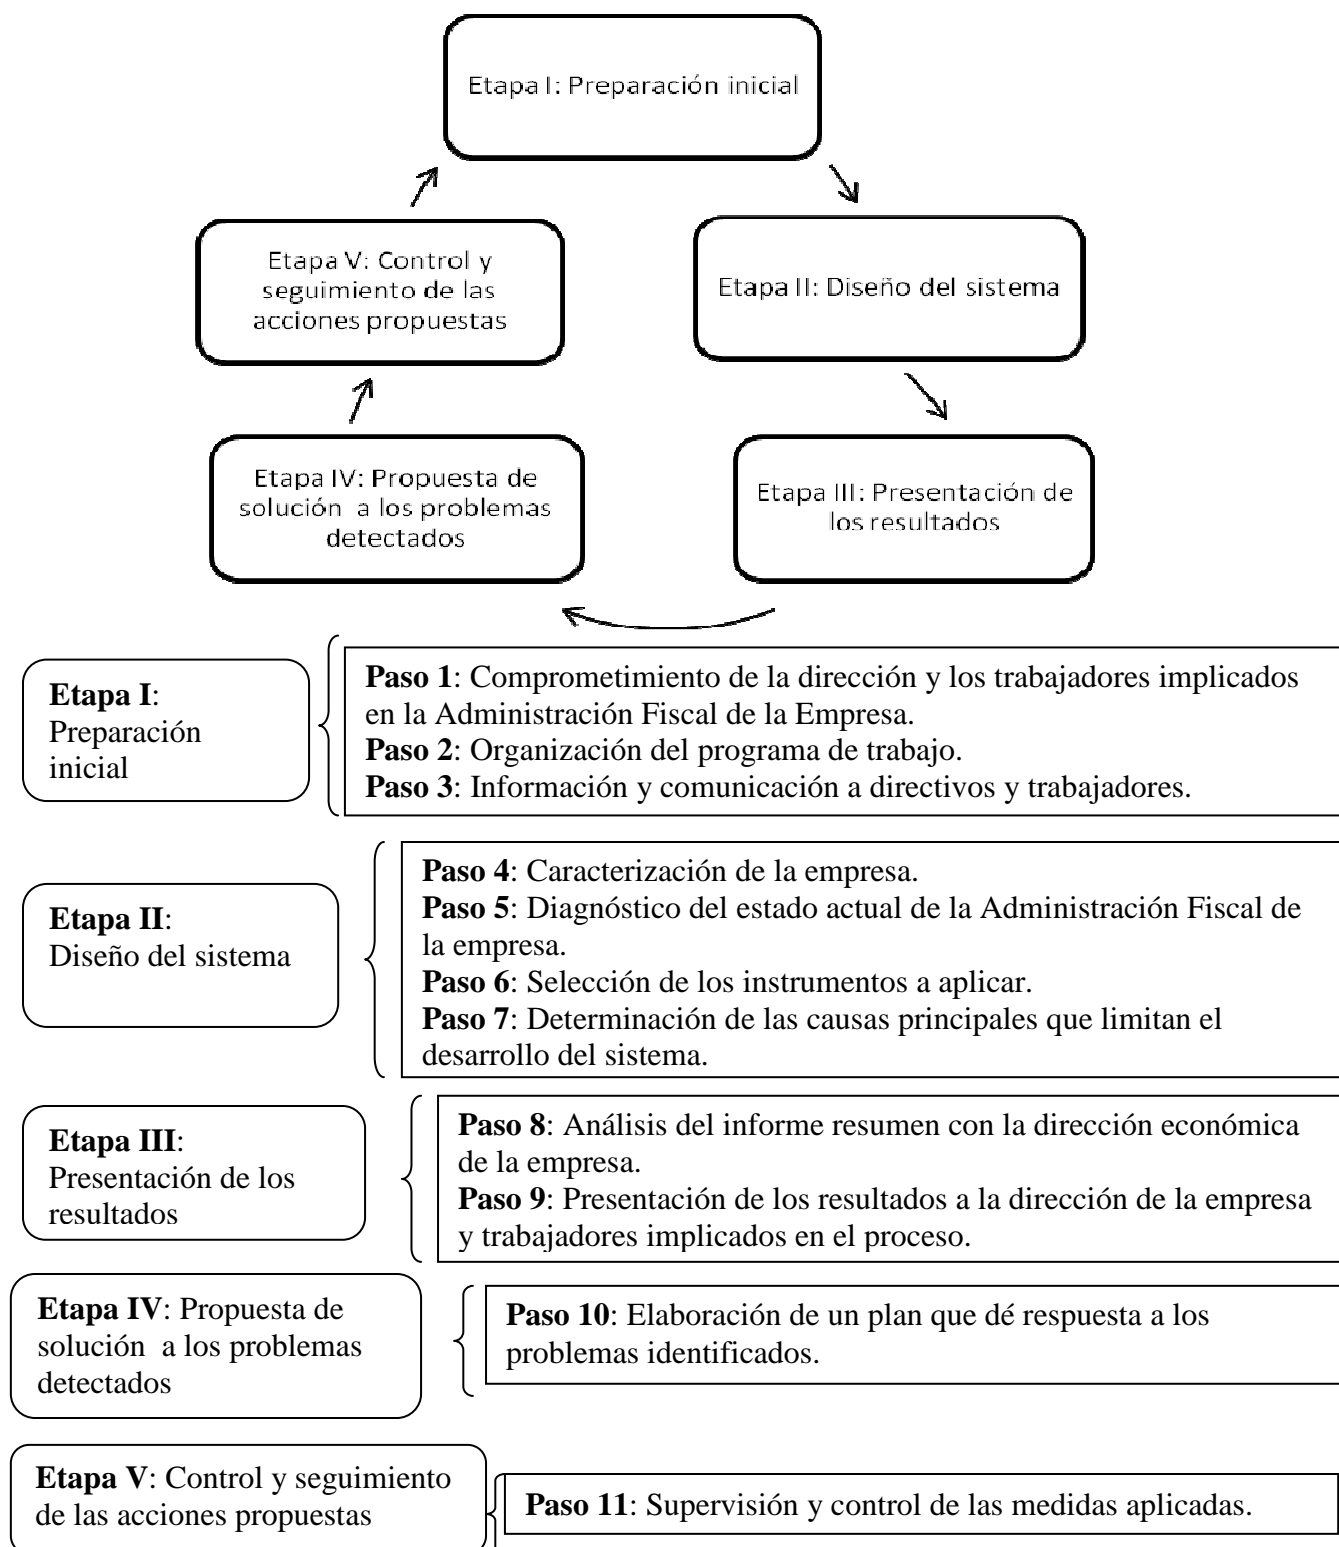 Etapa I: Preparación inicial
Etapa V: Control y
seguimiento de las
acciones propuestas
Etapa II: Diseño del sistema
Etapa IV: Propuesta de
solución  a los problemas
detectados
Etapa III: Presentación de
los resultados
Etapa I:
Preparación
inicial
Paso 1: Comprometimiento de la dirección y los trabajadores implicados
en la Administración Fiscal de la Empresa.
Paso 2: Organización del programa de trabajo.
Paso 3: Información y comunicación a directivos y trabajadores.
Etapa II:
Diseño del sistema
Paso 4: Caracterización de la empresa.
Paso 5: Diagnóstico del estado actual de la Administración Fiscal de
la empresa.
Paso 6: Selección de los instrumentos a aplicar.
Paso 7: Determinación de las causas principales que limitan el
desarrollo del sistema.
Etapa III:
Presentación de los
resultados
Paso 8: Análisis del informe resumen con la dirección económica
de la empresa.
Paso 9: Presentación de los resultados a la dirección de la empresa
y trabajadores implicados en el proceso.
Etapa IV: Propuesta de
solución  a los problemas
detectados
Paso 10: Elaboración de un plan que dé respuesta a los
problemas identificados.
Etapa V: Control y seguimiento
de las acciones propuestas
Paso 11: Supervisión y control de las medidas aplicadas.